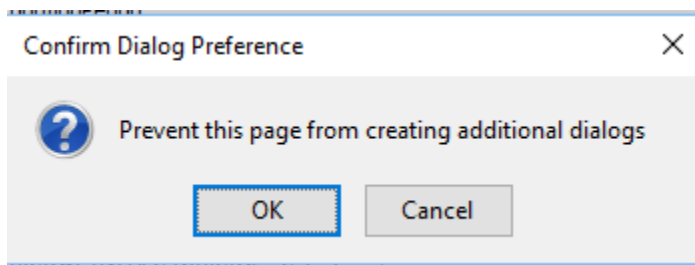 Confirm Dialog Preference
Prevent this page from creating additional dialogs
OK
Cancel